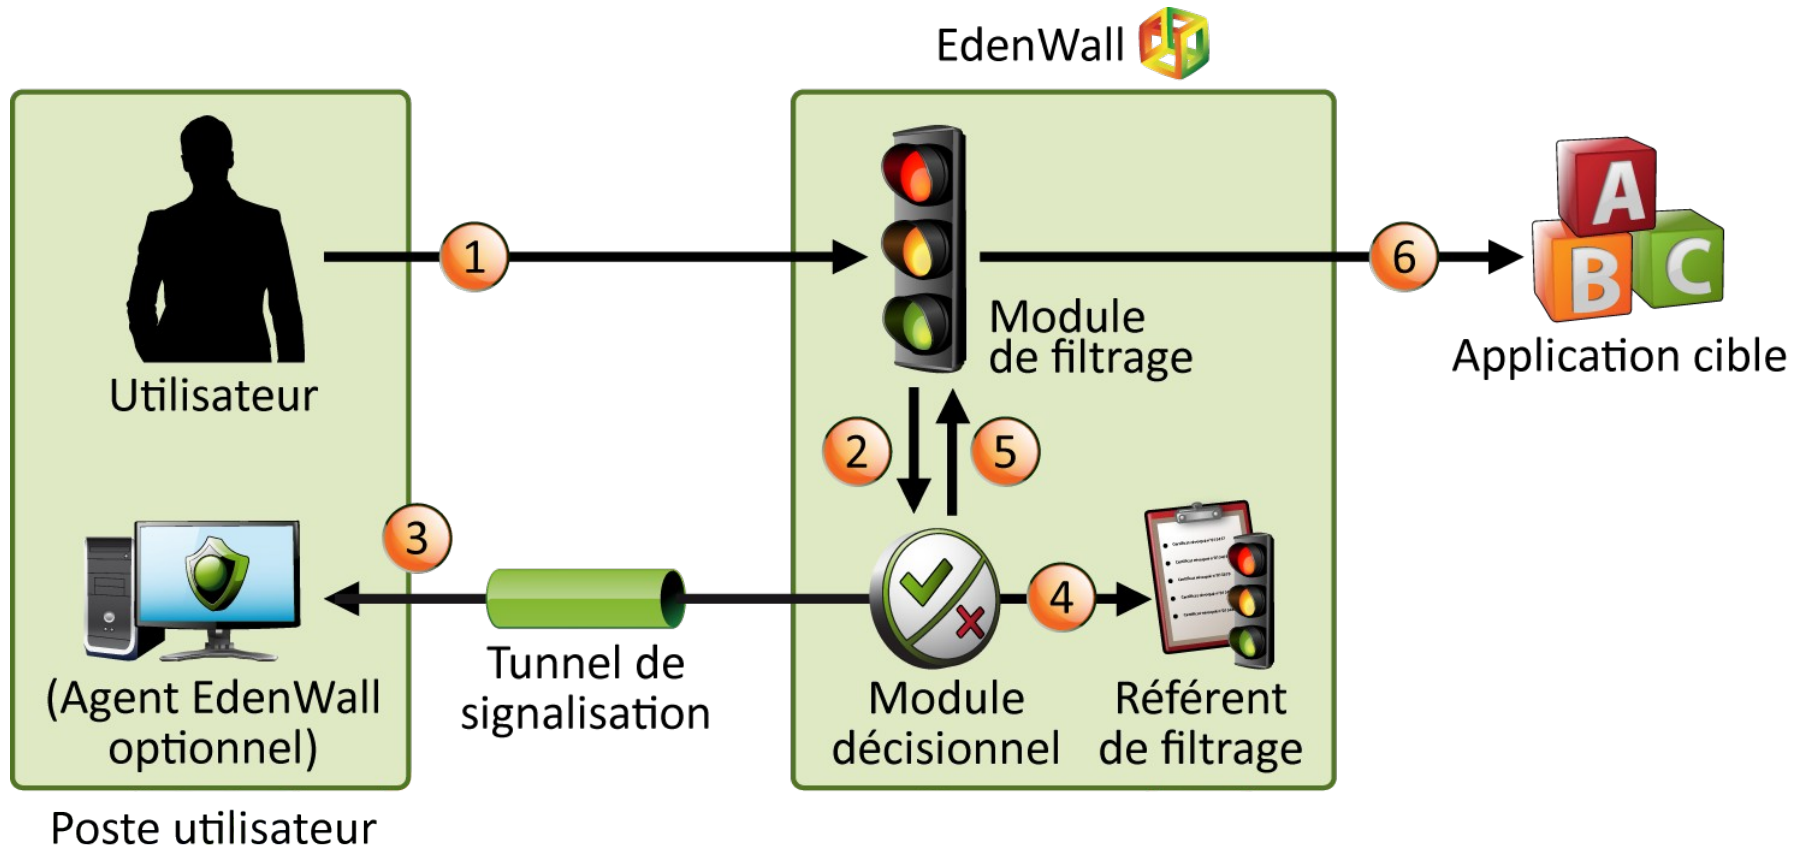 EdenWall
1
6
A
B
C
Module
de filtrage
Application cible
Utilisateur
2
5
3
4
Tunnel de
signalisation
(Agent EdenWall
optionnel)
Module
décisionnel
Référent
de filtrage
Poste utilisateur